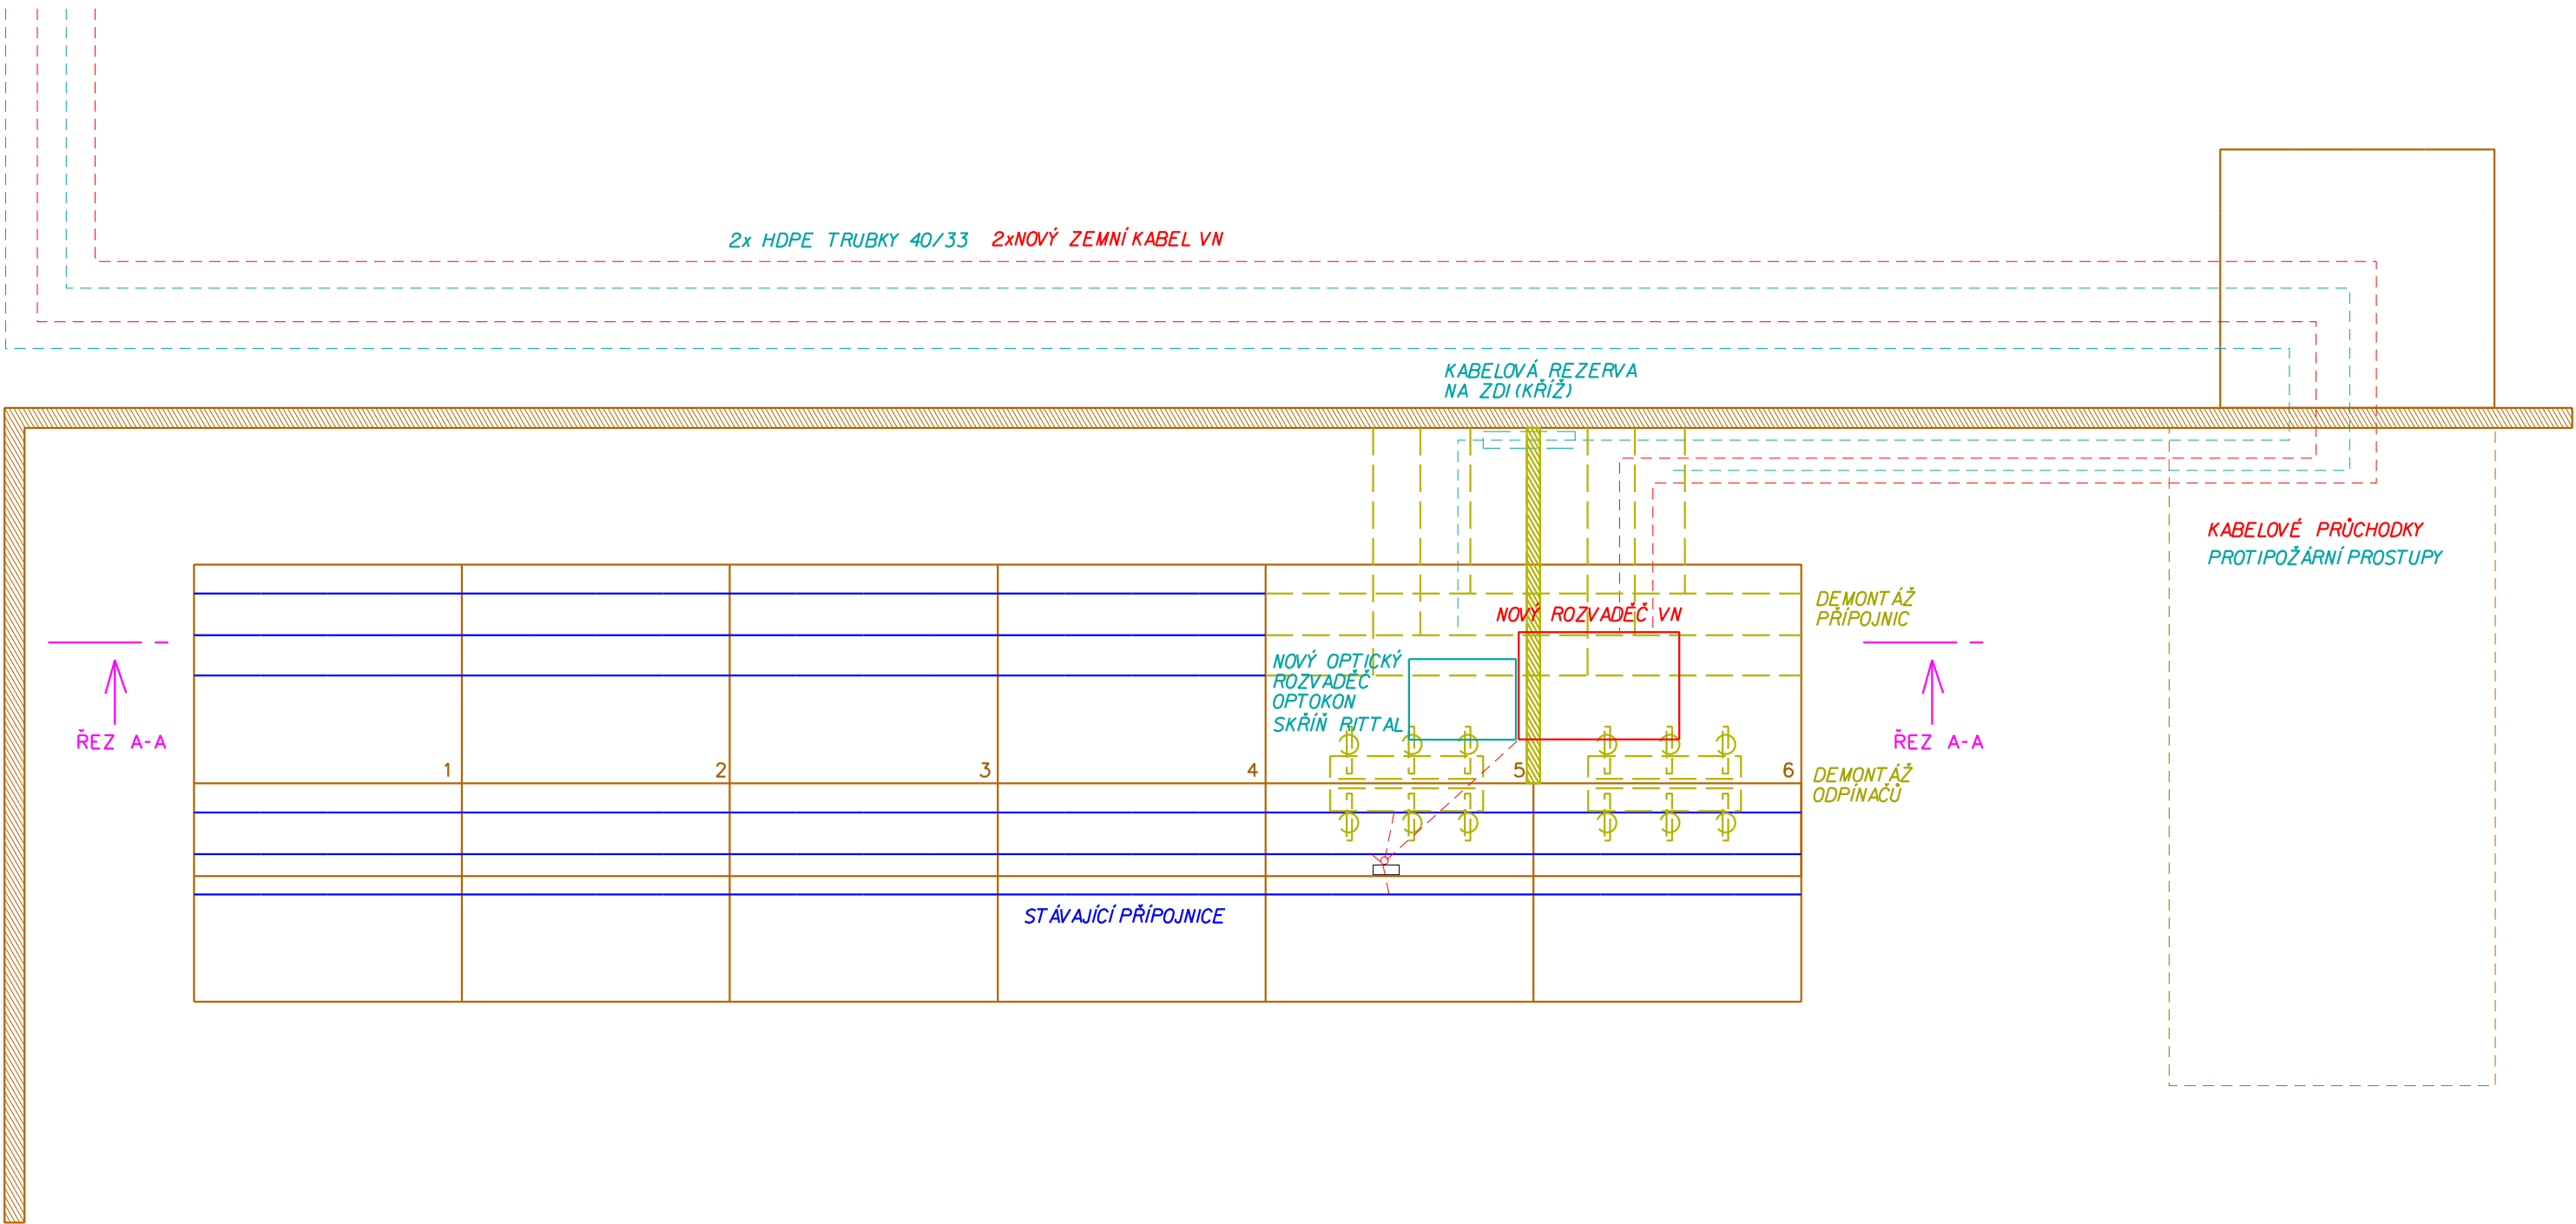 2x HDPE TRUBKY 40/33 2xNOVÝ ZEMNÍ KABEL VN
KABELOVÁ REZERVA
NA ZDI (KŘÍŽ)
KABELOVÉ PRŮCHODKY
PROTIPOŽÁRNÍ PROSTUPY
DEMONTÁŽ
PŘÍPOJNIC
NOVÝ ROZVADĚČ VN
NOVÝ OPTICKÝ
ROZVADĚČ
OPTOKON
SKŘÍŇ RITTAL
ŘEZ A-A
ŘEZ A-A
1 2 3 4 5 6
DEMONTÁŽ
ODPÍNAČŮ
STÁVAJÍCÍ PŘÍPOJNICE